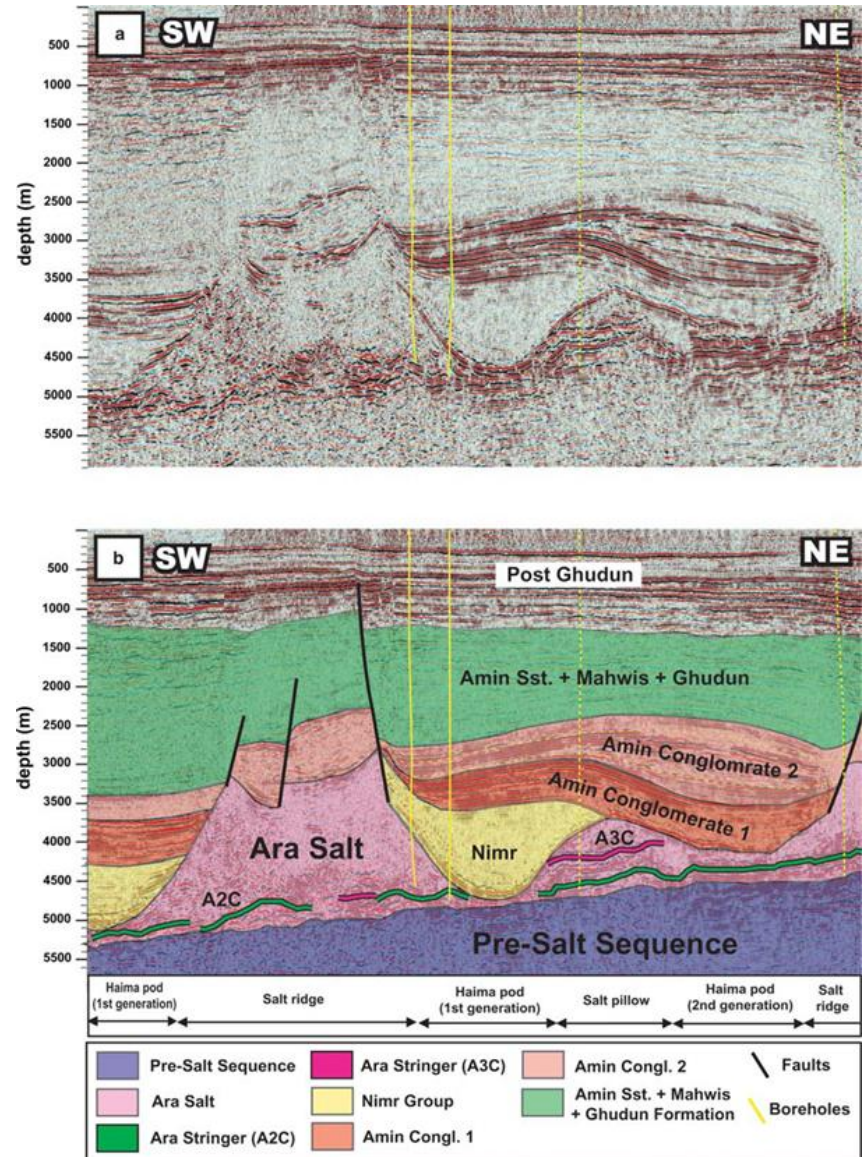 a
SW
NE
500
1000
1500
2000
2500
3000
3500
4000
4500
5000
5500
depth (m)
b
SW
NE
500
1000
1500
2000
2500
3000
3500
4000
4500
5000
5500
depth (m)
Post Ghudun
Amin Sst. + Mahwis + Ghudun
Amin Conglomrate 2
Amin Conglomerate 1
Ara Salt
Nimr
A3C
A2C
Pre-Salt Sequence
Haima pod
(1st generation)
Salt ridge
Haima pod
(1st generation)
Salt pillow
Haima pod
(2nd generation)
Salt
ridge
Pre-Salt Sequence
Ara Salt
Ara Stringer (A2C)
Ara Stringer (A3C)
Nimr Group
Amin Congl. 1
Amin Congl. 2
Amin Sst. + Mahwis
+ Ghudun Formation
Faults
Boreholes